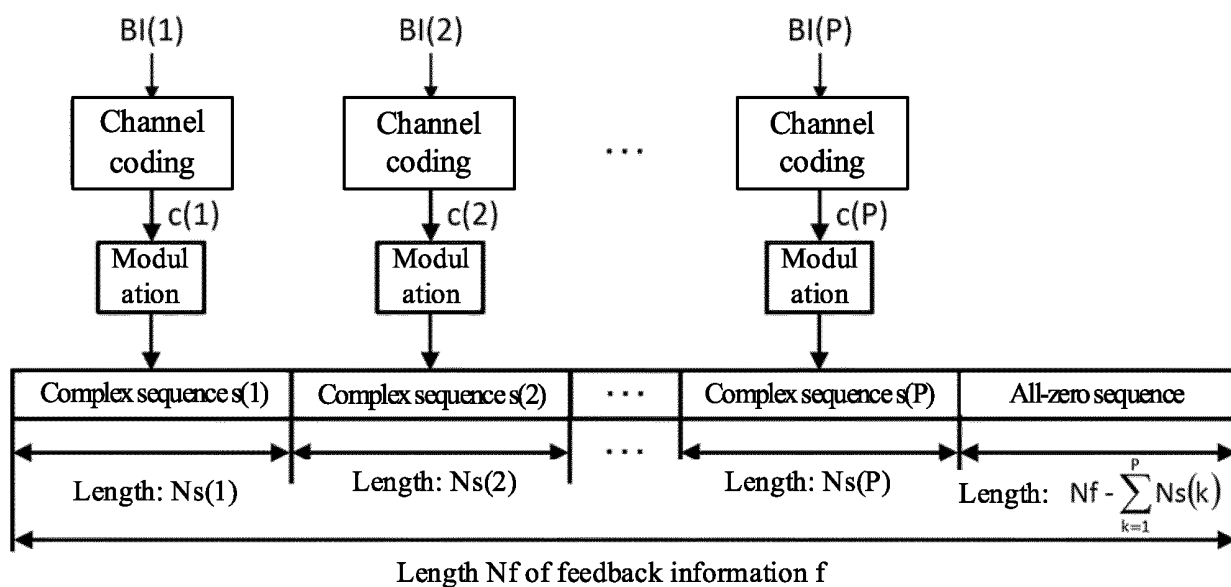 BI(1) BI(2) BI(P)
Channel coding Channel coding ... Channel coding
c(1) c(2) c(P)
Modul ation Modul ation Modul ation
Complex sequence s(1) Complex sequence s(2) ... Complex sequence s(P) All-zero sequence
...
Length: Ns(1) Length: Ns(2) Length: Ns(P) Length: Nf - \sum_{k=1}^{P} Ns(k)
Length Nf of feedback information f